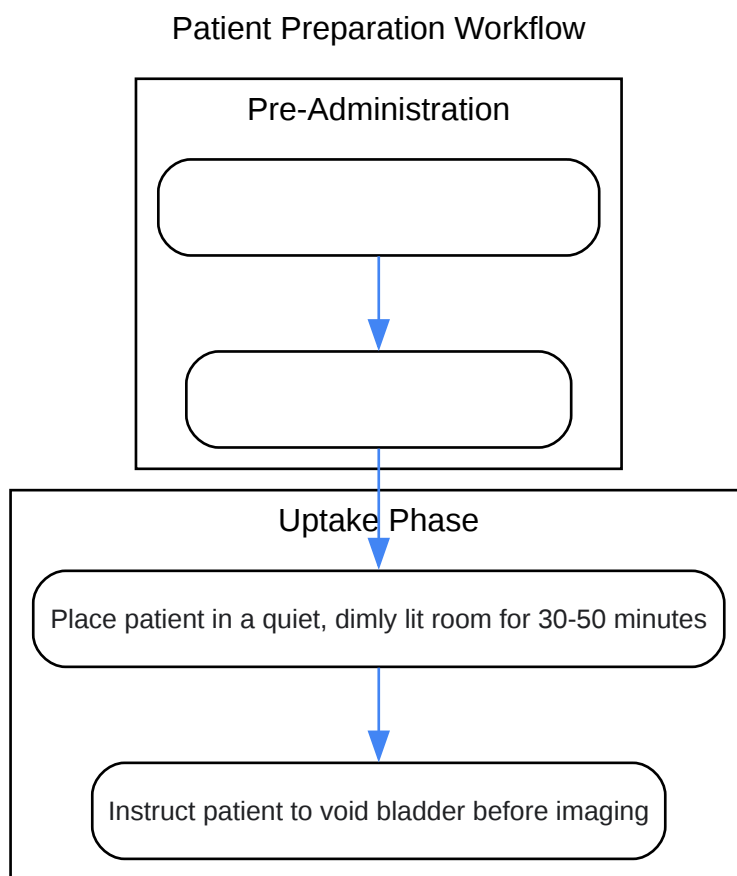 Patient Preparation Workflow
Pre-Administration
Uptake Phase
Place patient in a quiet, dimly lit room for 30-50 minutes
Instruct patient to void bladder before imaging